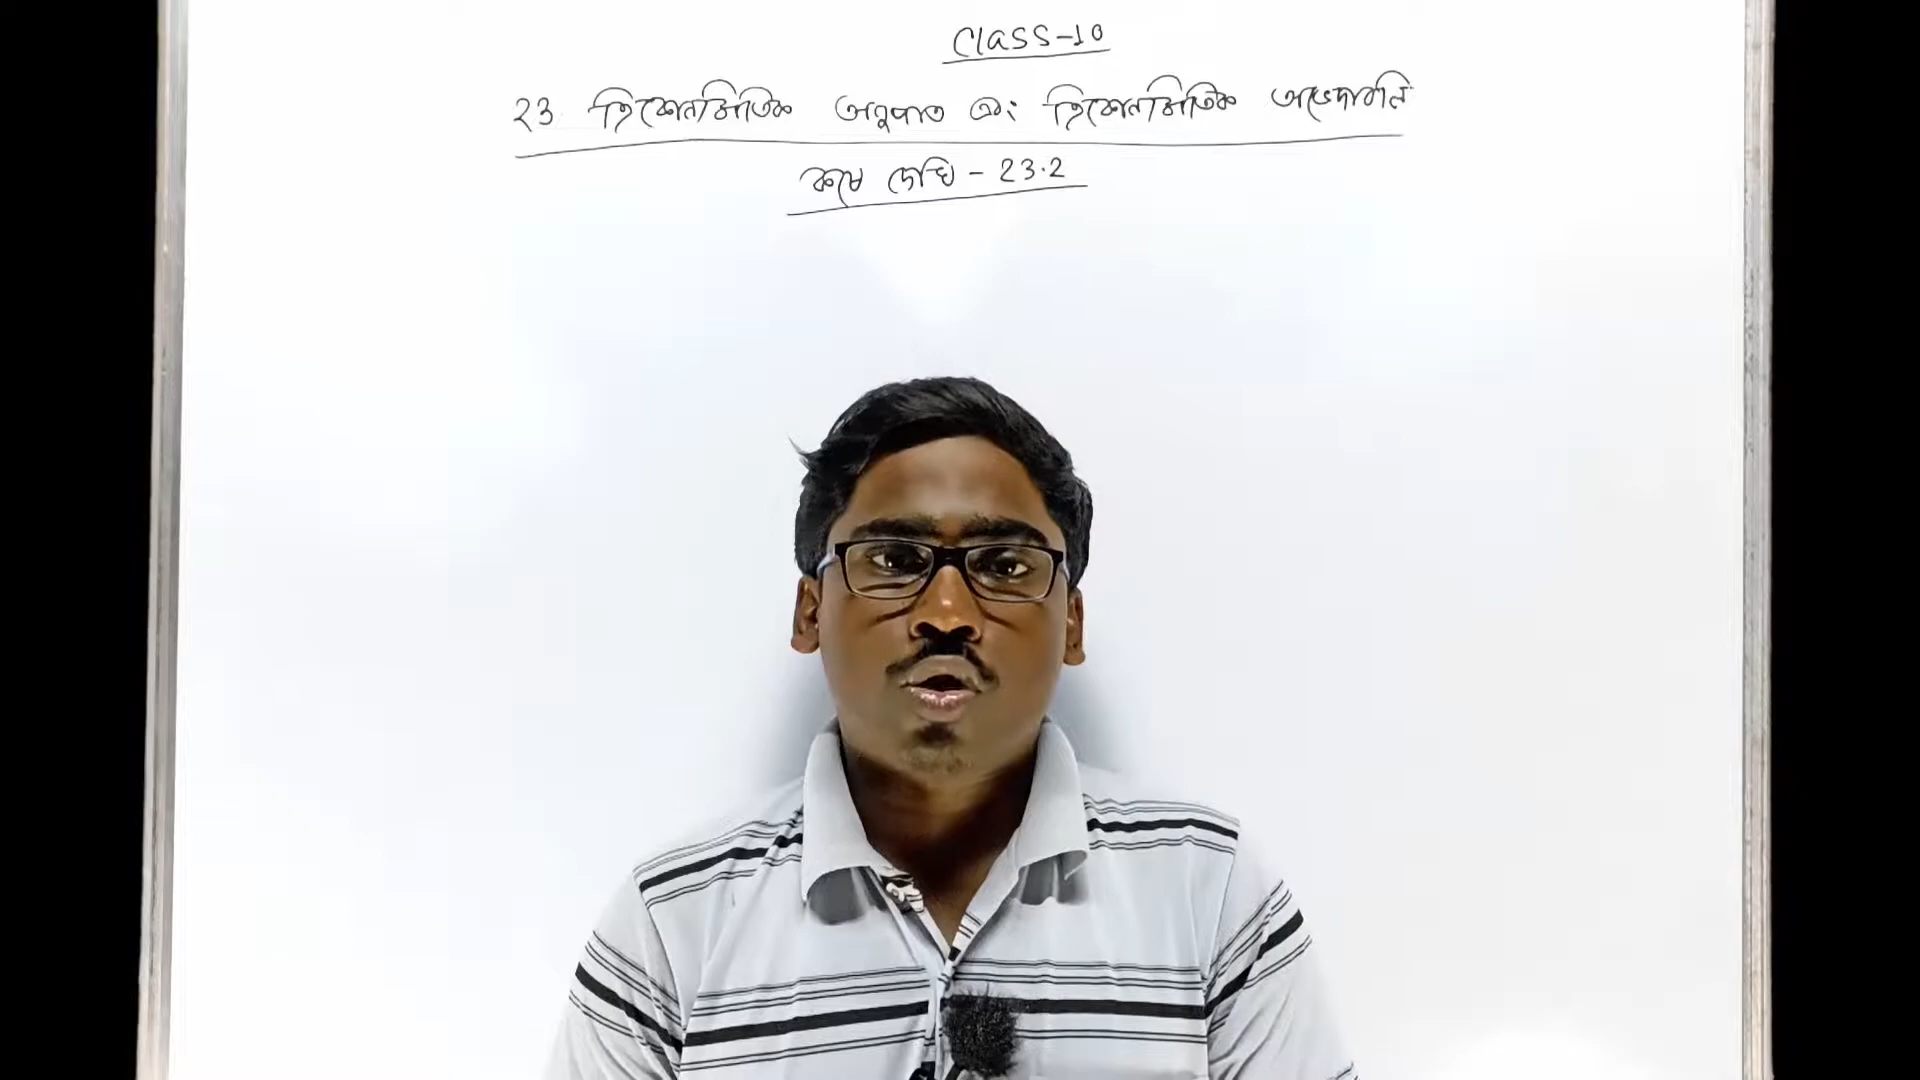 Class-10
23. ত্রিকোণমিতিক অনুপাত এবং ত্রিকোণমিতিক অভেদাবলি
কষে দেখি - 23.2